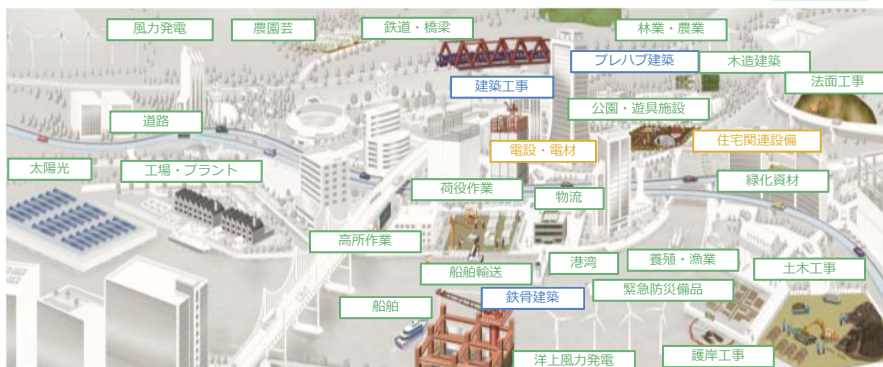 風力発電
農園芸
鉄道・橋梁
林業・農業
プレハブ建築
木造建築
建築工事
法面工事
公園・遊具施設
道路
電設・電材
住宅関連設備
太陽光
工場・プラント
荷役作業
物流
緑化資材
高所作業
船舶輸送
港湾
養殖・漁業
土木工事
船舶
鉄骨建築
緊急防災備品
洋上風力発電
護岸工事